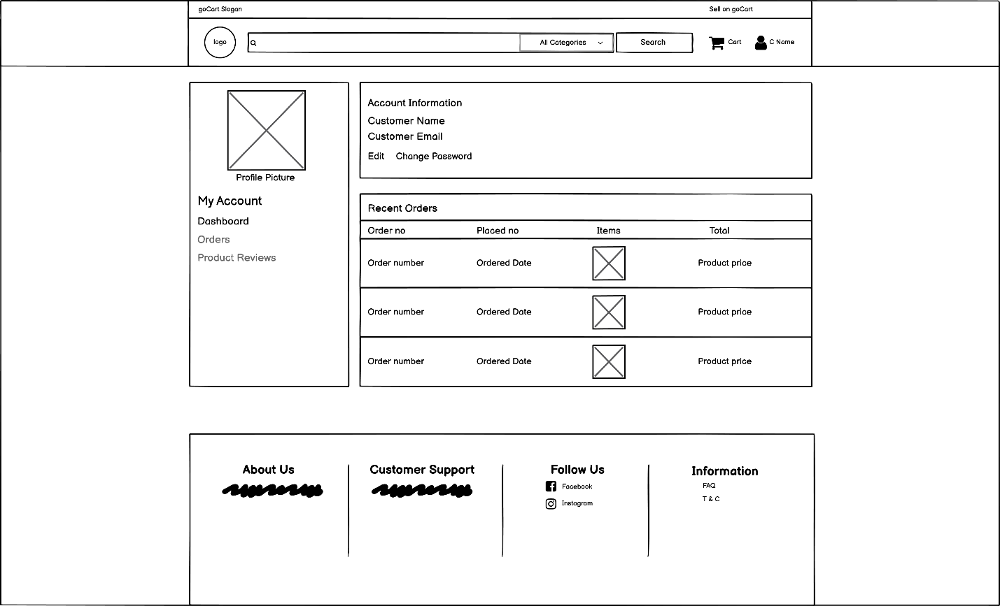 goCart Slogan
Sell on goCart
logo
All Categories
Search
Cart
C Name
Profile Picture
My Account
Dashboard
Orders
Product Reviews
Account Information
Customer Name
Customer Email
Edit Change Password
Recent Orders
Order no Placed no Items Total
Order number Ordered Date Product price
Order number Ordered Date Product price
Order number Ordered Date Product price
About Us
Customer Support
Follow Us
Facebook
Instagram
Information
FAQ
T & C